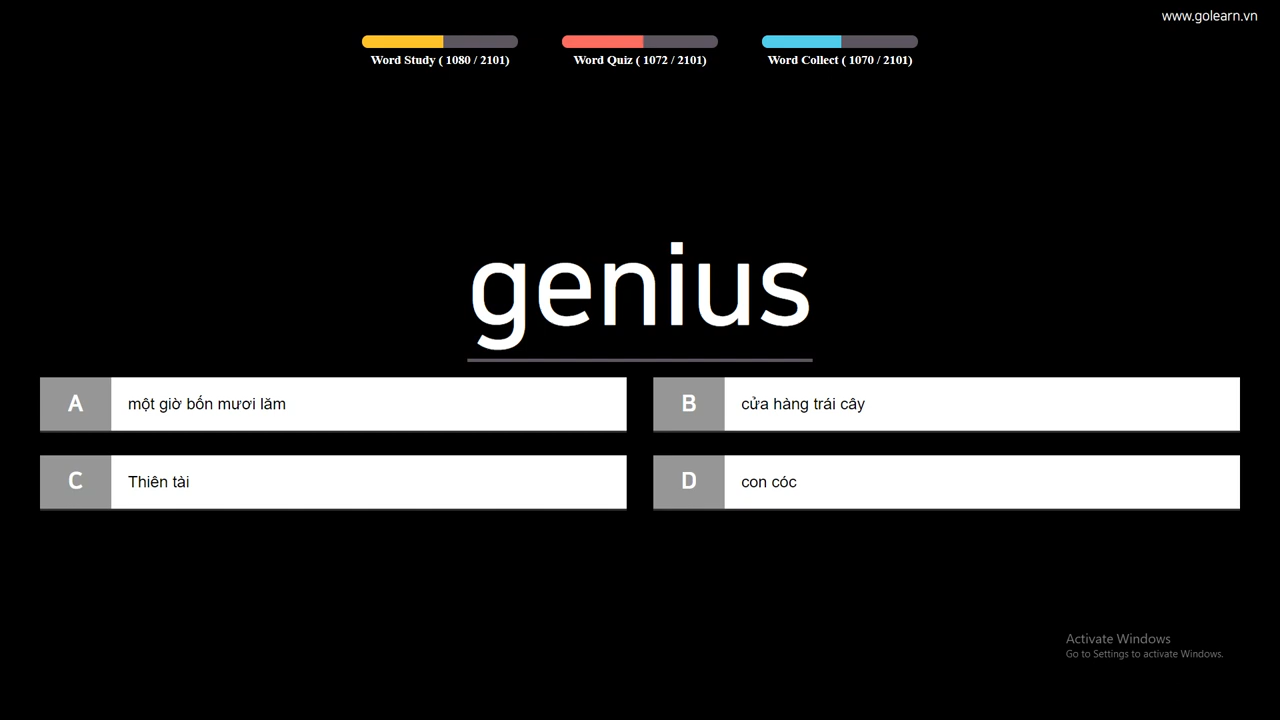 www.golearn.vn
Word Study ( 1080 / 2101)
Word Quiz ( 1072 / 2101)
Word Collect ( 1070 / 2101)
genius
A một giờ bốn mươi lăm
B cửa hàng trái cây
C Thiên tài
D con cóc
Activate Windows
Go to Settings to activate Windows.